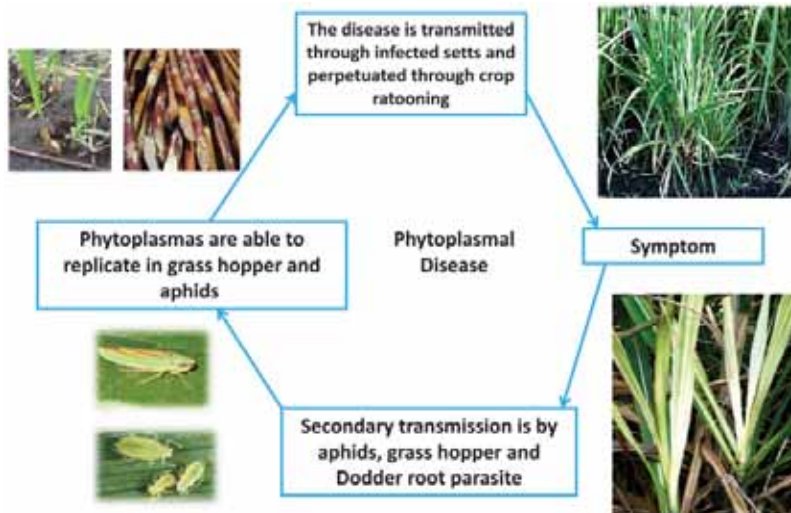 The disease is transmitted
through infected setts and
perpetuated through crop
ratooning
Phytoplasmas are able to
replicate in grass hopper and
aphids
Phytoplasmal
Disease
Symptom
Secondary transmission is by
aphids, grass hopper and
Dodder root parasite